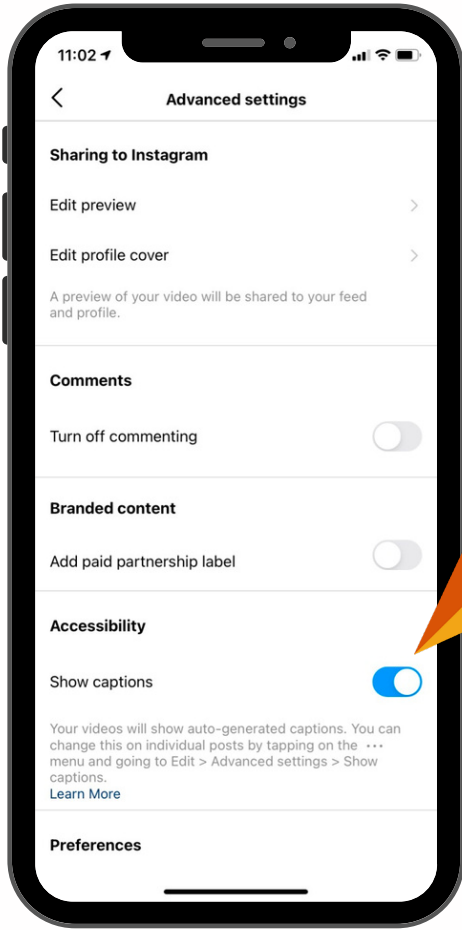 11:02
Advanced settings
Sharing to Instagram
Edit preview
Edit profile cover
A preview of your video will be shared to your feed
and profile.
Comments
Turn off commenting
Branded content
Add paid partnership label
Accessibility
Show captions
Your videos will show auto-generated captions. You can
change this on individual posts by tapping on the ···
menu and going to Edit > Advanced settings > Show
captions.
Learn More
Preferences